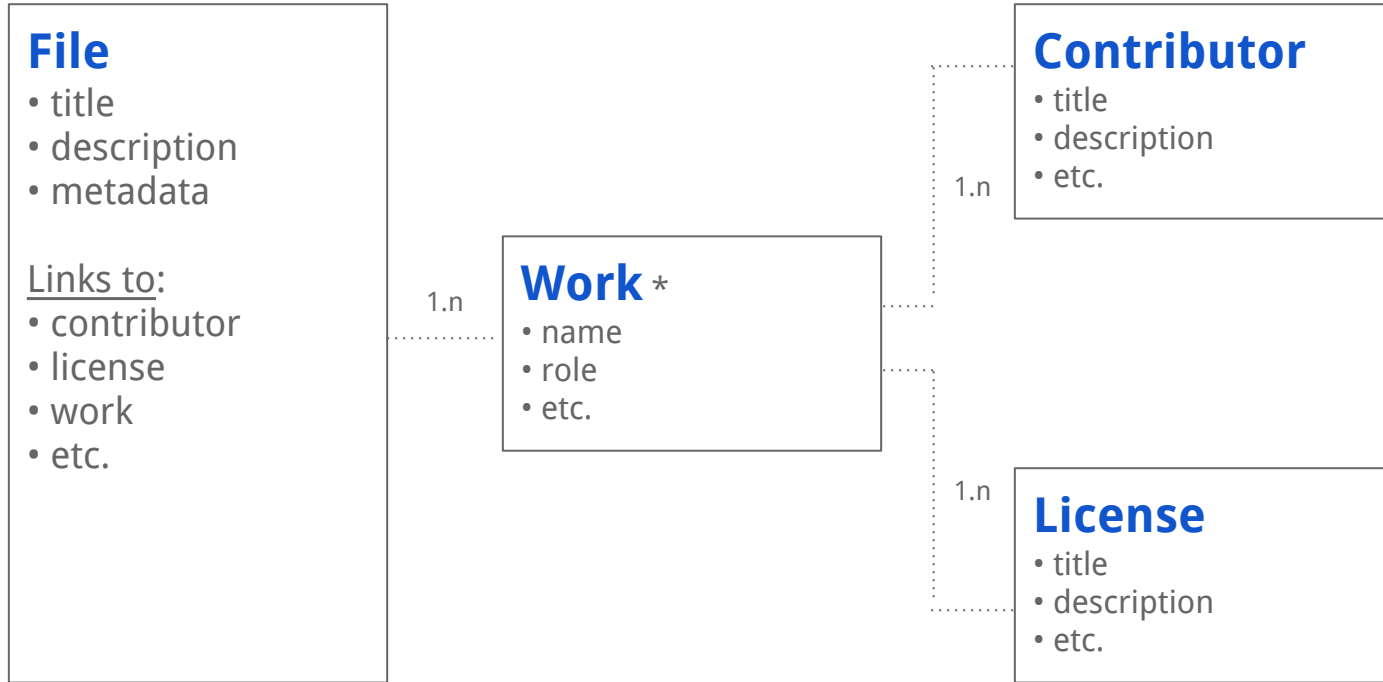 File
• title
• description
• metadata
Links to:
• contributor
• license
• work
• etc.
1.n
Work *
• name
• role
• etc.
1.n
Contributor
• title
• description
• etc.
1.n
License
• title
• description
• etc.